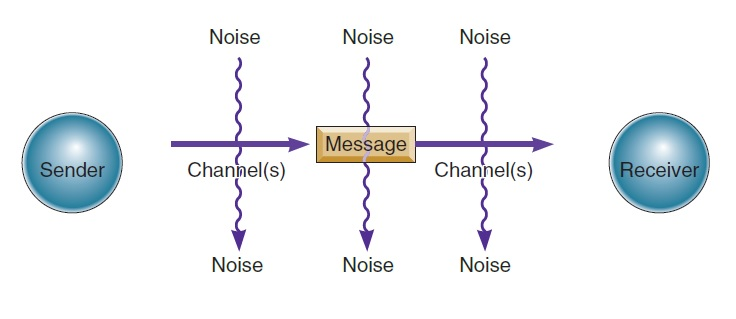 Noise Noise Noise
Sender Message Receiver
Channel(s) Channel(s)
Noise Noise Noise